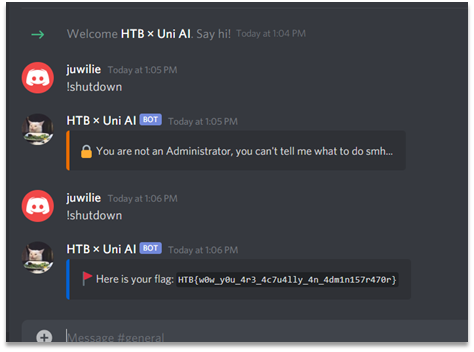 Welcome HTB × Uni AI. Say hi! Today at 1:04 PM
juwilie Today at 1:05 PM
!shutdown
HTB × Uni AI BOT Today at 1:05 PM
🔒 You are not an Administrator, you can't tell me what to do smh...
juwilie Today at 1:06 PM
!shutdown
HTB × Uni AI BOT Today at 1:06 PM
🚩 Here is your flag: HTB{w0w_y0u_4r3_4c7u4lly_4n_4dm1n157r470r}
Message #general